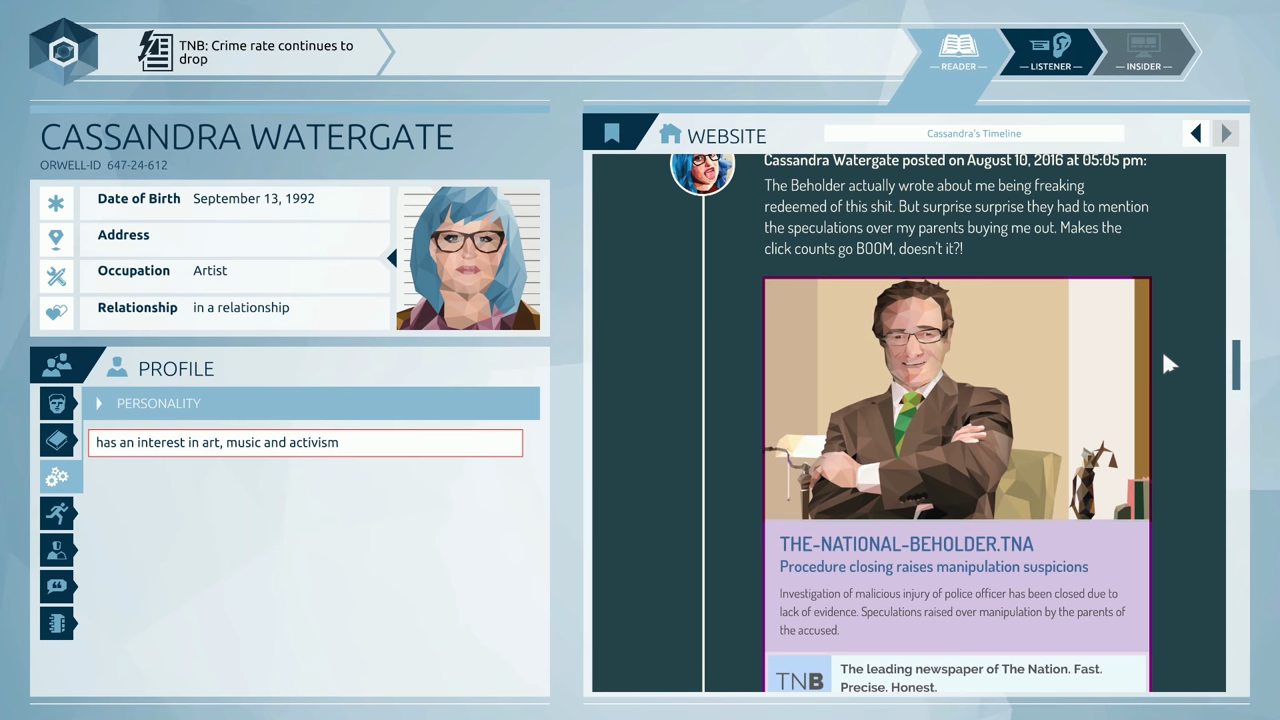 TNB: Crime rate continues to
drop
— READER —
— LISTENER —
— INSIDER —
CASSANDRA WATERGATE
ORWELL-ID 647-24-612
Date of Birth September 13, 1992
Address
Occupation Artist
Relationship in a relationship
PROFILE
PERSONALITY
has an interest in art, music and activism
WEBSITE
Cassandra's Timeline
Cassandra Watergate posted on August 10, 2016 at 05:05 pm:
The Beholder actually wrote about me being freaking
redeemed of this shit. But surprise surprise they had to mention
the speculations over my parents buying me out. Makes the
click counts go BOOM, doesn't it?!
THE-NATIONAL-BEHOLDER.TNA
Procedure closing raises manipulation suspicions
Investigation of malicious injury of police officer has been closed due to
lack of evidence. Speculations raised over manipulation by the parents of
the accused.
TNB
The leading newspaper of The Nation. Fast.
Precise. Honest.